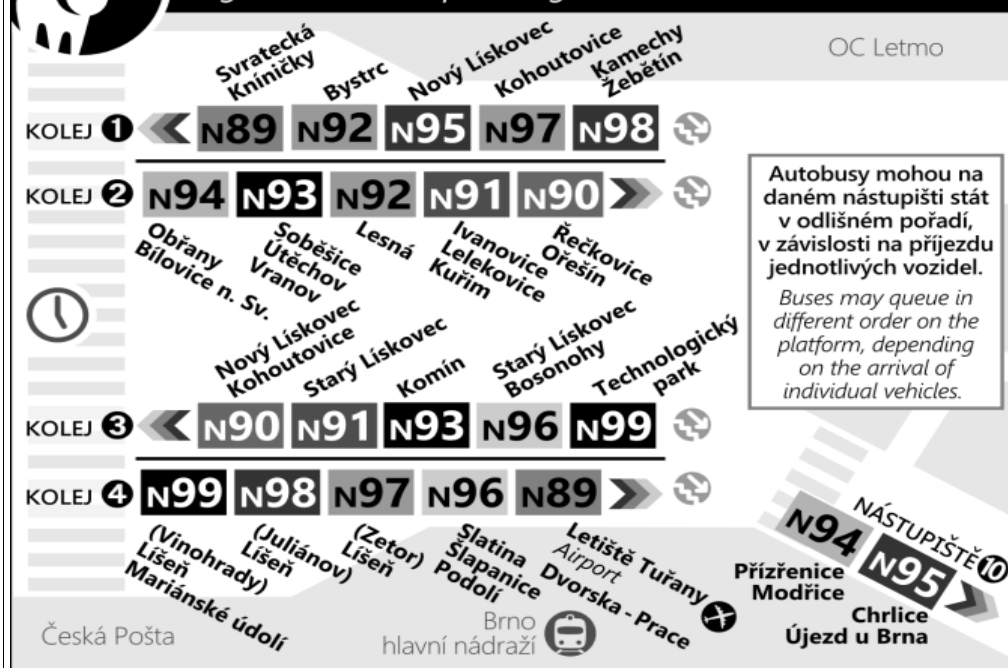 OC Letmo
Svratecká
Kníničky
Bystrc
Nový Lískovec
Kohoutovice
Kamechy
Žebětín
KOLEJ 1 N89 N92 N95 N97 N98
KOLEJ 2 N94 N93 N92 N91 N90
Obřany
Bílovice n. Sv.
Soběšice
Útěchov
Vranov
Lesná
Ivanovice
Lelekovice
Kuřim
Řečkovice
Ořešín
Autobusy mohou na
daném nástupišti stát
v odlišném pořadí,
v závislosti na příjezdu
jednotlivých vozidel.
Buses may queue in
different order on the
platform, depending
on the arrival of
individual vehicles.
Nový Lískovec
Kohoutovice
Starý Lískovec
Komín
Starý Lískovec
Bosonohy
Technologický
park
KOLEJ 3 N90 N91 N93 N96 N99
KOLEJ 4 N99 N98 N97 N96 N89
(Vinohrady)
Líšeň
Mariánské údolí
(Juliánov)
Líšeň
(Zetor)
Líšeň
Slatina
Šlapanice
Podolí
Letiště Tuřany
Airport
Dvorska - Prace
NÁSTUPIŠTĚ 10
N94 N95
Přízřenice
Modřice
Chrlice
Újezd u Brna
Česká Pošta
Brno
hlavní nádraží